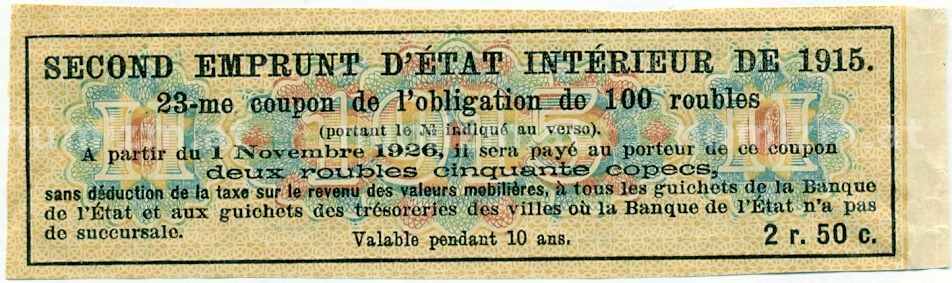 SECOND EMPRUNT D'ÉTAT INTÉRIEUR DE 1915.
23-me coupon de l'obligation de 100 roubles
(portant le № indiqué au verso).
A partir du 1 Novembre 1926, il sera payé au porteur de ce coupon
deux roubles cinquante copecs,
sans déduction de la taxe sur le revenu des valeurs mobilières, à tous les guichets de la Banque
de l'État et aux guichets des trésoreries des villes où la Banque de l'État n'a pas
de succursale.
Valable pendant 10 ans.
2 r. 50 c.
II 1915 II